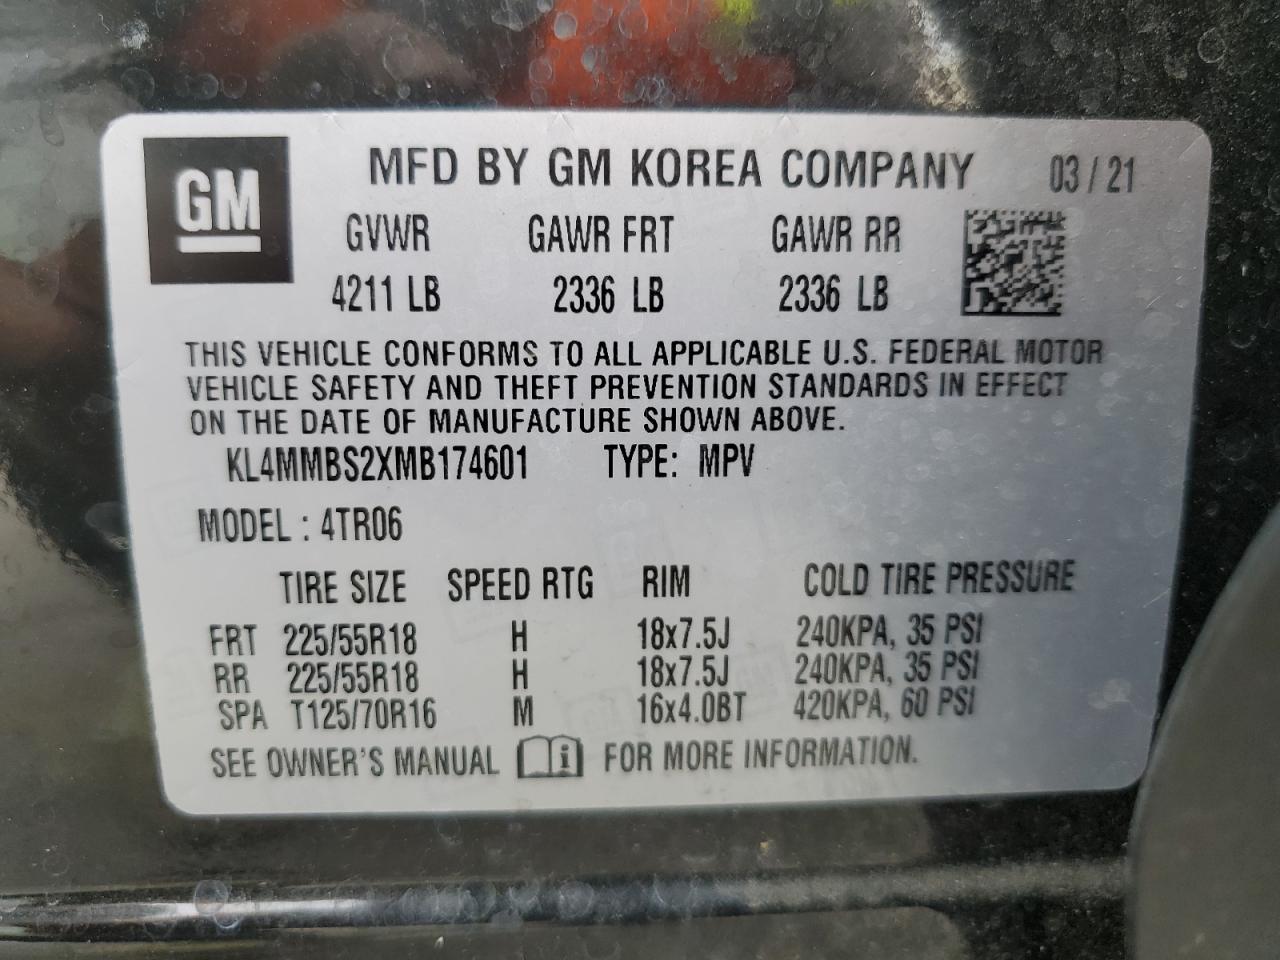 GM
MFD BY GM KOREA COMPANY 03 / 21
GVWR GAWR FRT GAWR RR
4211 LB 2336 LB 2336 LB
THIS VEHICLE CONFORMS TO ALL APPLICABLE U.S. FEDERAL MOTOR
VEHICLE SAFETY AND THEFT PREVENTION STANDARDS IN EFFECT
ON THE DATE OF MANUFACTURE SHOWN ABOVE.
KL4MMBS2XMB174601 TYPE: MPV
MODEL : 4TR06
TIRE SIZE SPEED RTG RIM COLD TIRE PRESSURE
FRT 225/55R18 H 18x7.5J 240KPA, 35 PSI
RR 225/55R18 H 18x7.5J 240KPA, 35 PSI
SPA T125/70R16 M 16x4.0BT 420KPA, 60 PSI
SEE OWNER'S MANUAL i FOR MORE INFORMATION.